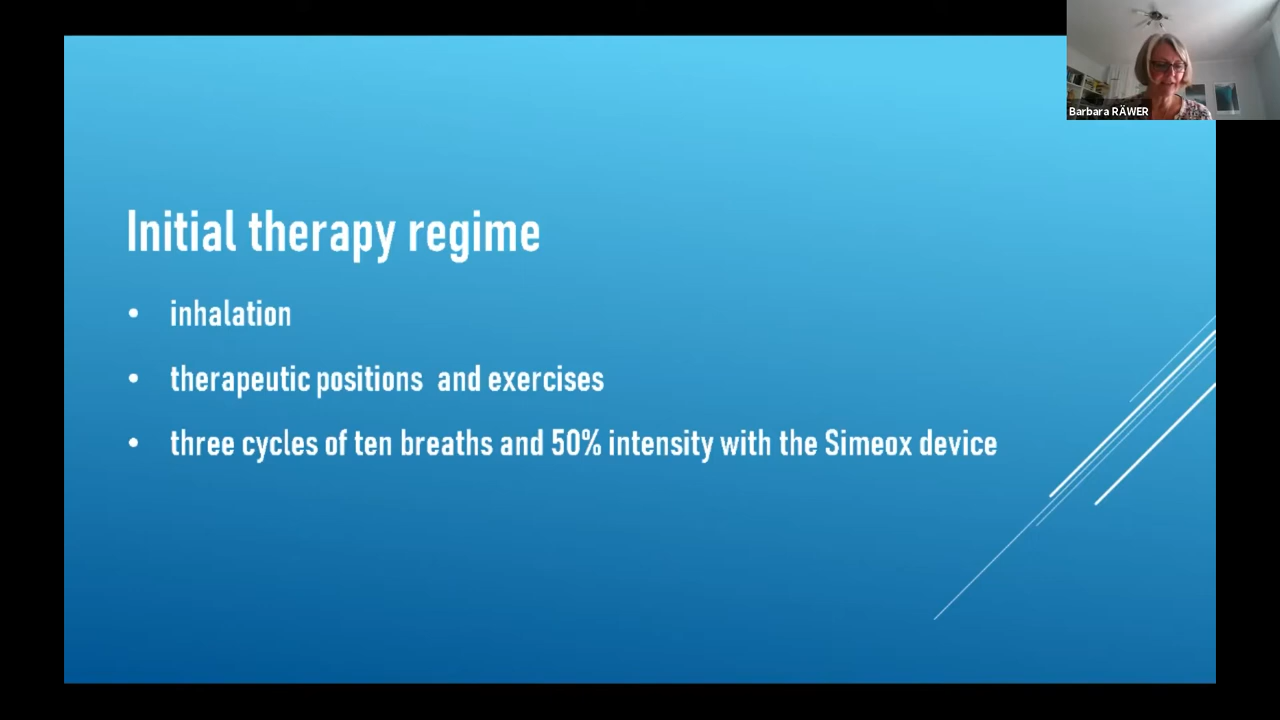 Barbara RÄWER
Initial therapy regime
• inhalation
• therapeutic positions and exercises
• three cycles of ten breaths and 50% intensity with the Simeox device